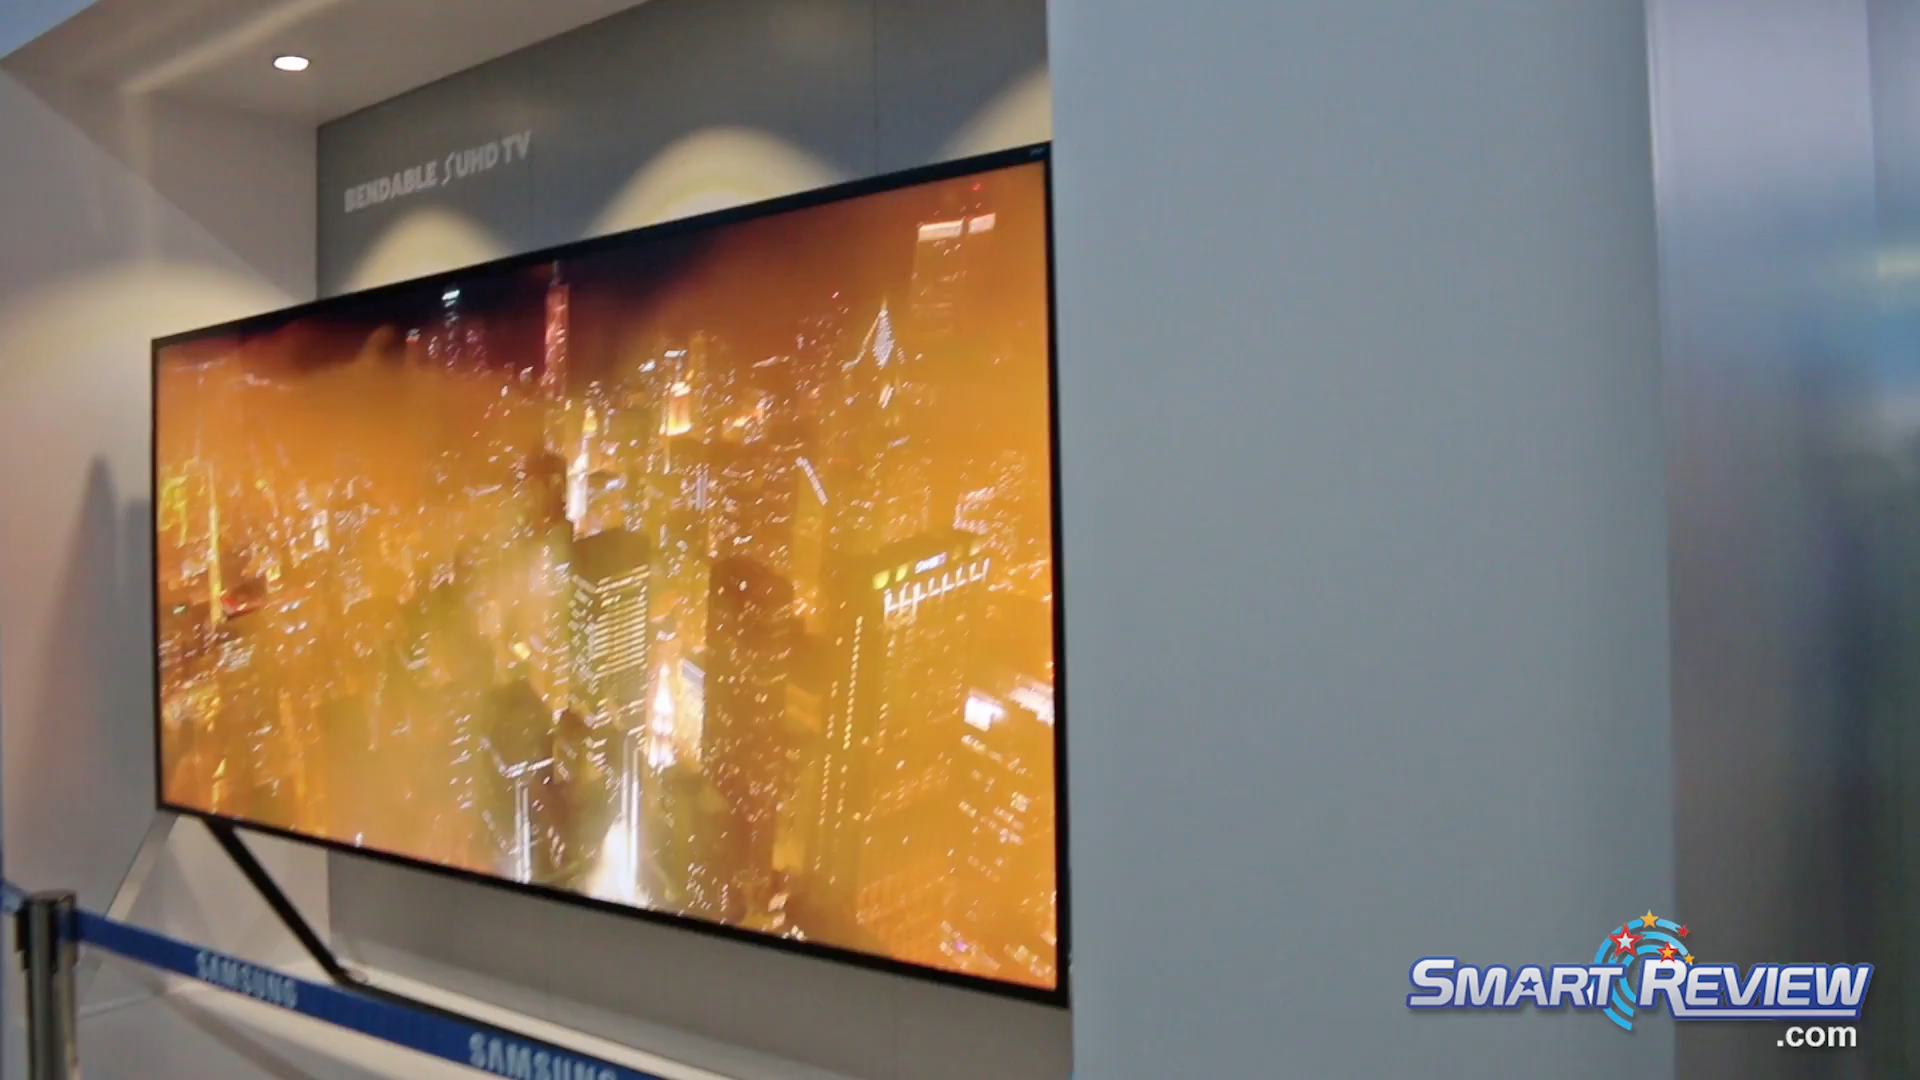 BENDABLE SUHD TV
SAMSUNG
SAMSUNG
SMARTREVIEW
.com